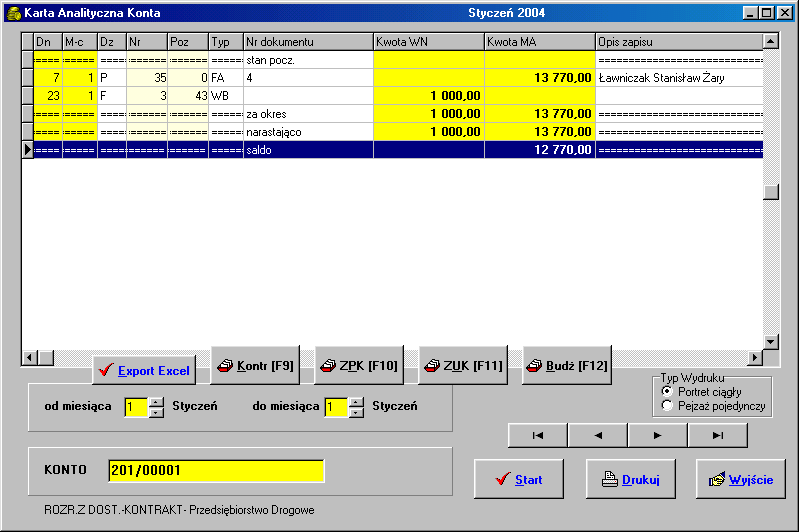 Karta Analityczna Konta Styczeń 2004
Dn M-c Dz Nr Poz Typ Nr dokumentu Kwota WN Kwota MA Opis zapisu
==== ===== ===== ====== ====== ===== stan pocz. ===========================
7 1 P 35 0 FA 4 13 770,00 Ławniczak Stanisław Żary
23 1 F 3 43 WB 1 000,00
==== ===== ===== ====== ====== ===== za okres 1 000,00 13 770,00 ===========================
==== ===== ===== ====== ====== ===== narastająco 1 000,00 13 770,00 ===========================
==== ===== ===== ====== ====== ===== saldo 12 770,00 ===========================
Export Excel Kontr [F9] ZPK [F10] ZUK [F11] Budż [F12]
od miesiąca 1 Styczeń do miesiąca 1 Styczeń
Typ Wydruku
Portret ciągły
Pejzaż pojedynczy
KONTO 201/00001
Start Drukuj Wyjście
ROZR.Z DOST.-KONTRAKT- Przedsiębiorstwo Drogowe